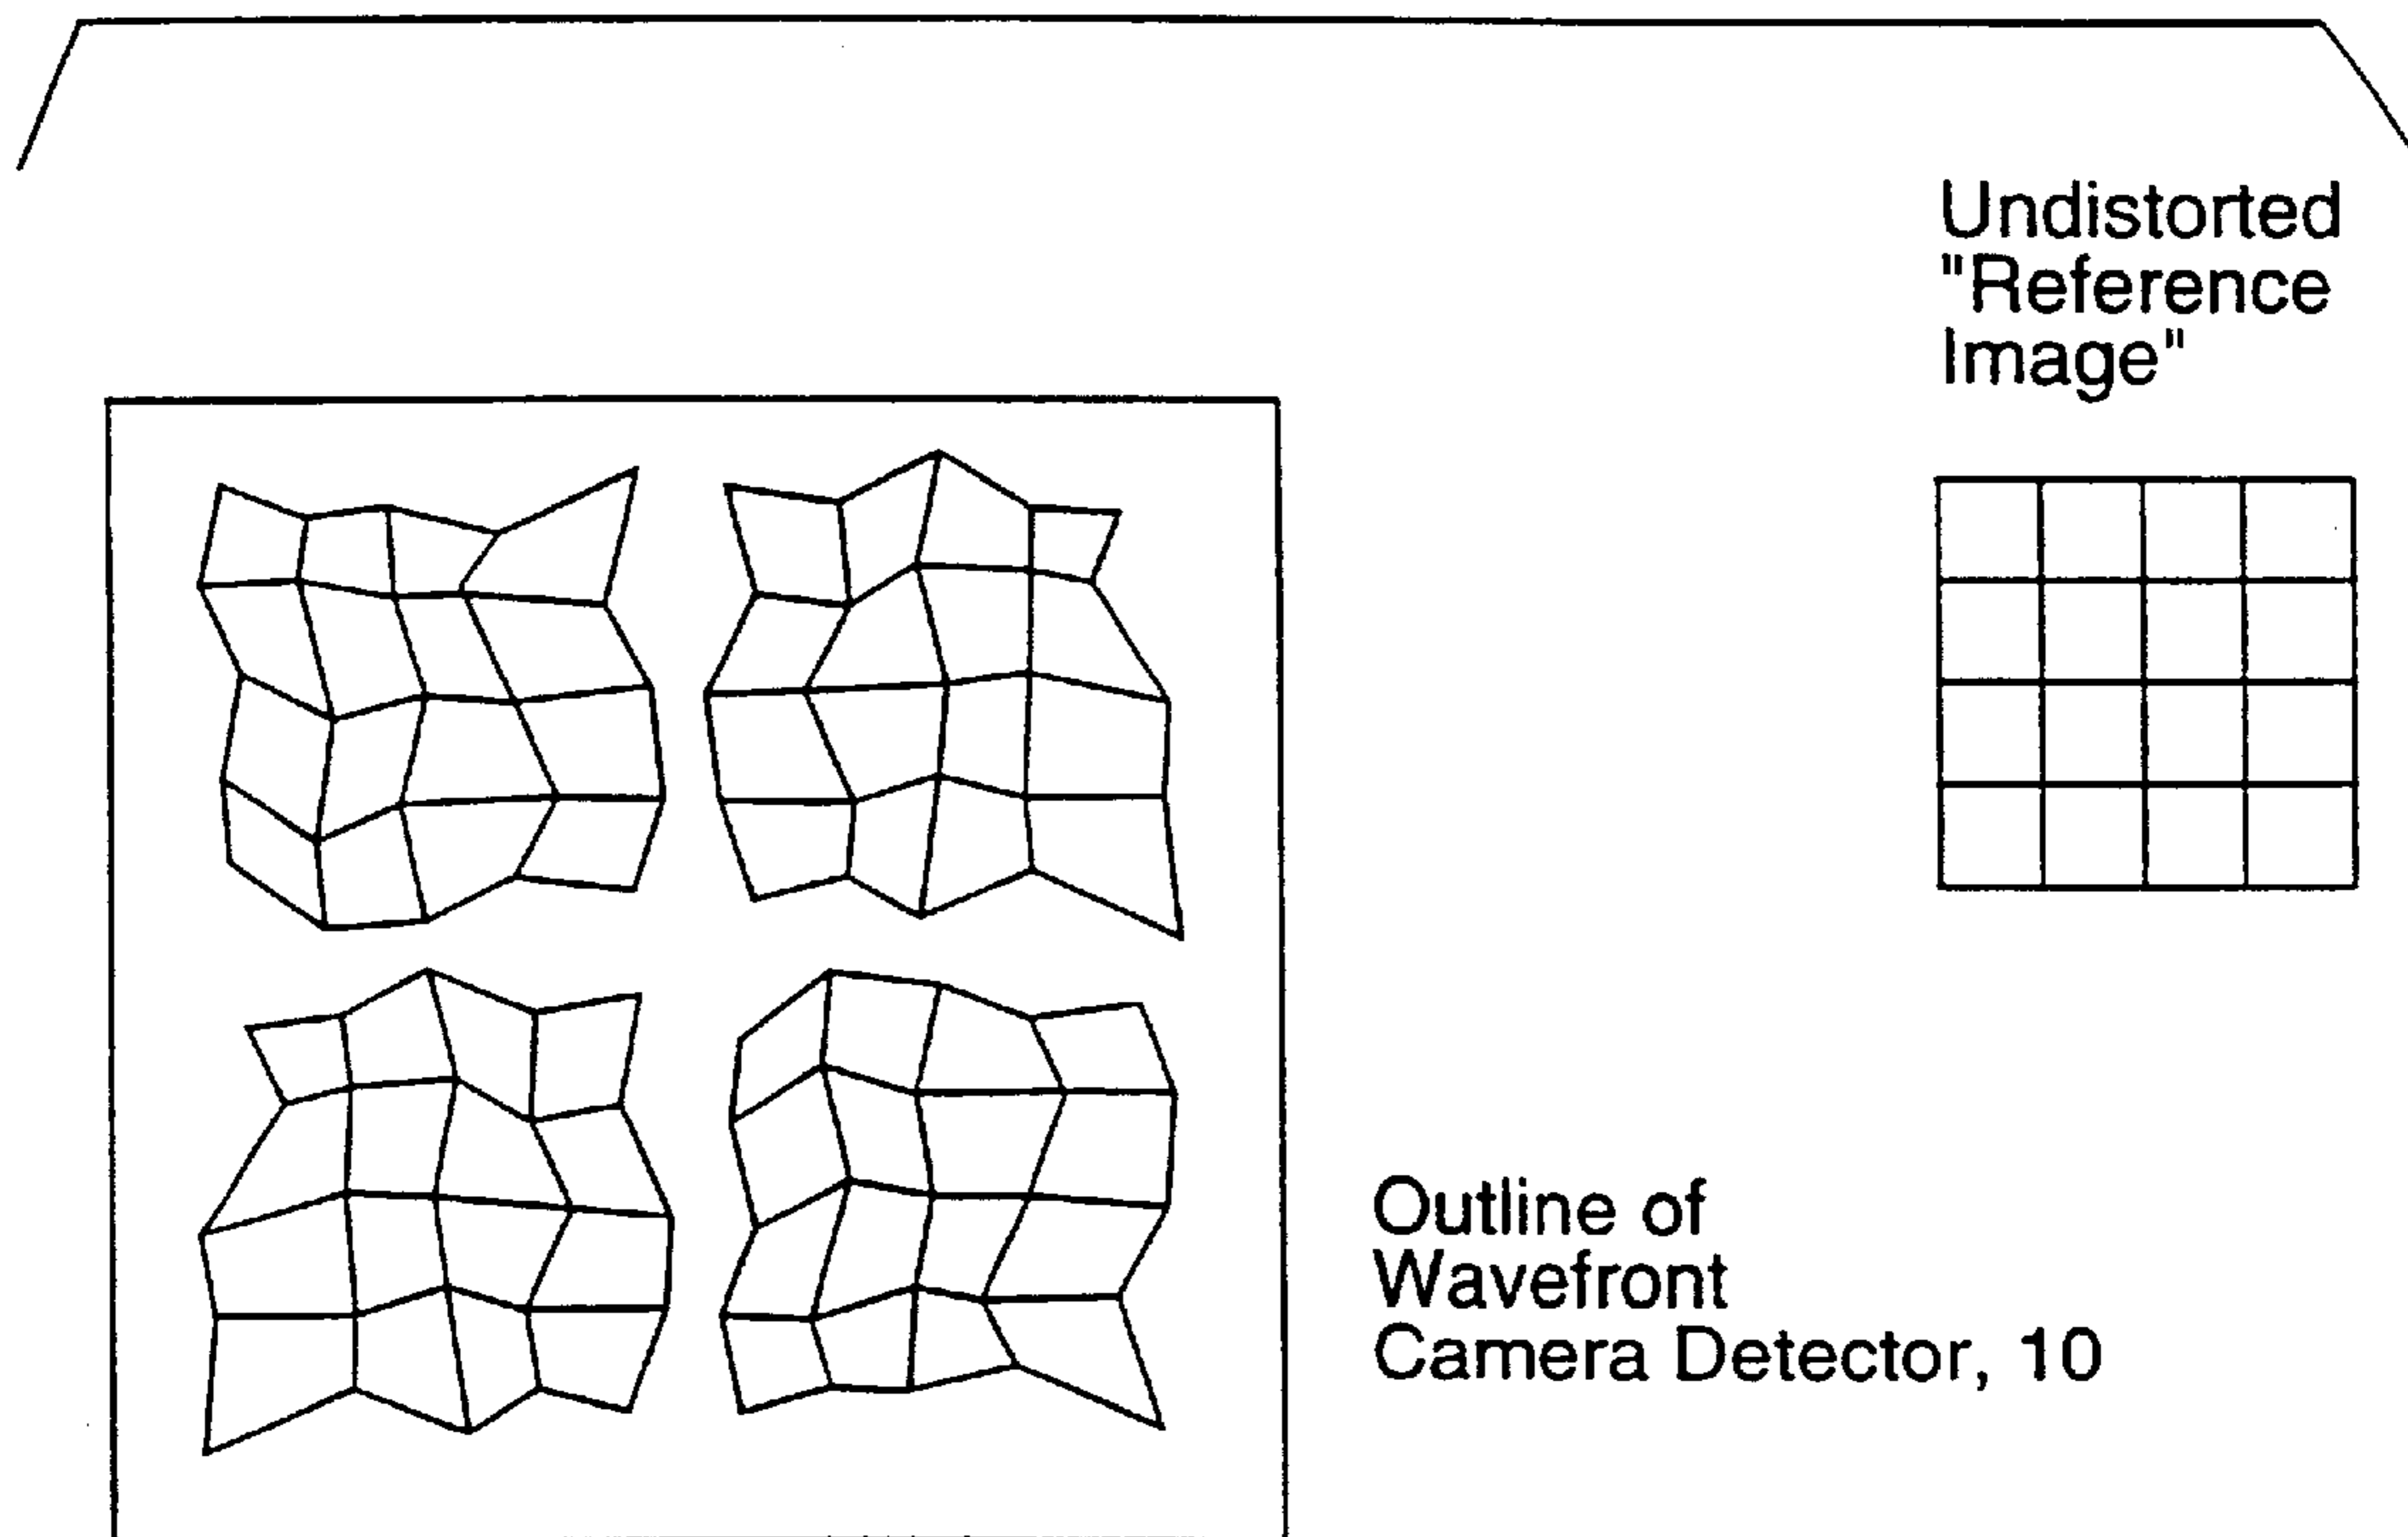 Undistorted
"Reference
Image"
Outline of
Wavefront
Camera Detector, 10